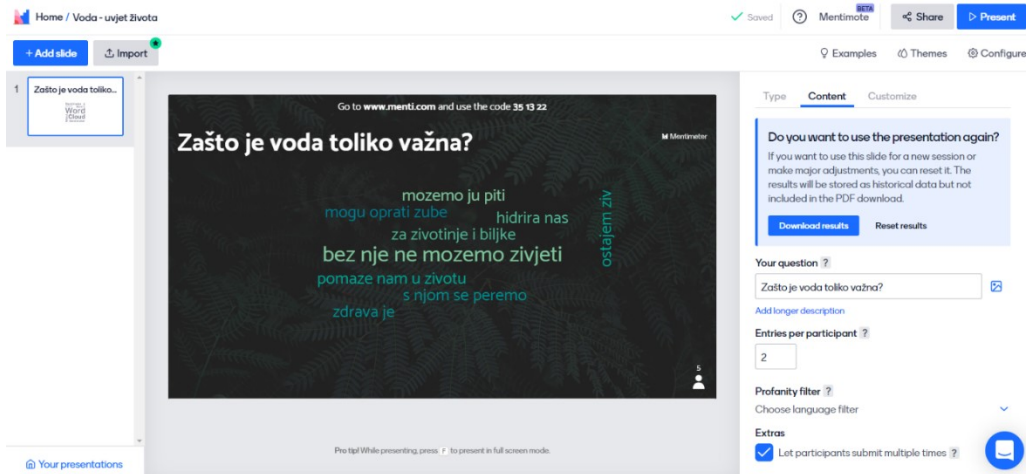 Home / Voda - uvjet života
Saved
?
Mentimote
BETA
Share
Present
+ Add slide
Import
Examples
Themes
Configure
1
Zašto je voda toliko...
Word
Cloud
Go to www.menti.com and use the code 35 13 22
Zašto je voda toliko važna?
Mentimeter
mozemo ju piti
mogu oprati zube
hidrira nas
ostajem ziv
za zivotinje i biljke
bez nje ne mozemo zivjeti
pomaze nam u zivotu
s njom se peremo
zdrava je
5
Pro tip! While presenting, press F to present in full screen mode.
Your presentations
Type
Content
Customize
Do you want to use the presentation again?
If you want to use this slide for a new session or
make major adjustments, you can reset it. The
results will be stored as historical data but not
included in the PDF download.
Download results
Reset results
Your question ?
Zašto je voda toliko važna?
Add longer description
Entries per participant ?
2
Profanity filter ?
Choose language filter
Extras
Let participants submit multiple times ?